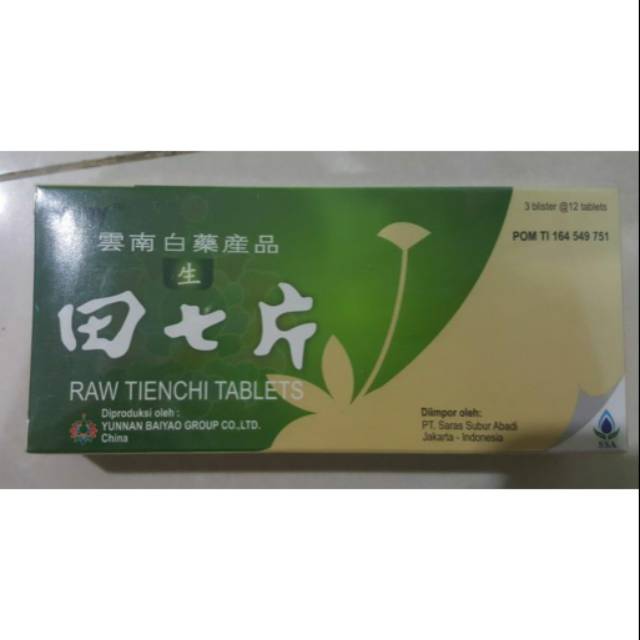 3 blister @12 tablets
POM TI 164 549 751
雲南白藥産品
生
田七片
RAW TIENCHI TABLETS
Diproduksi oleh :
YUNNAN BAIYAO GROUP CO.,LTD.
China
Diimpor oleh:
PT. Saras Subur Abadi
Jakarta - Indonesia
SSA